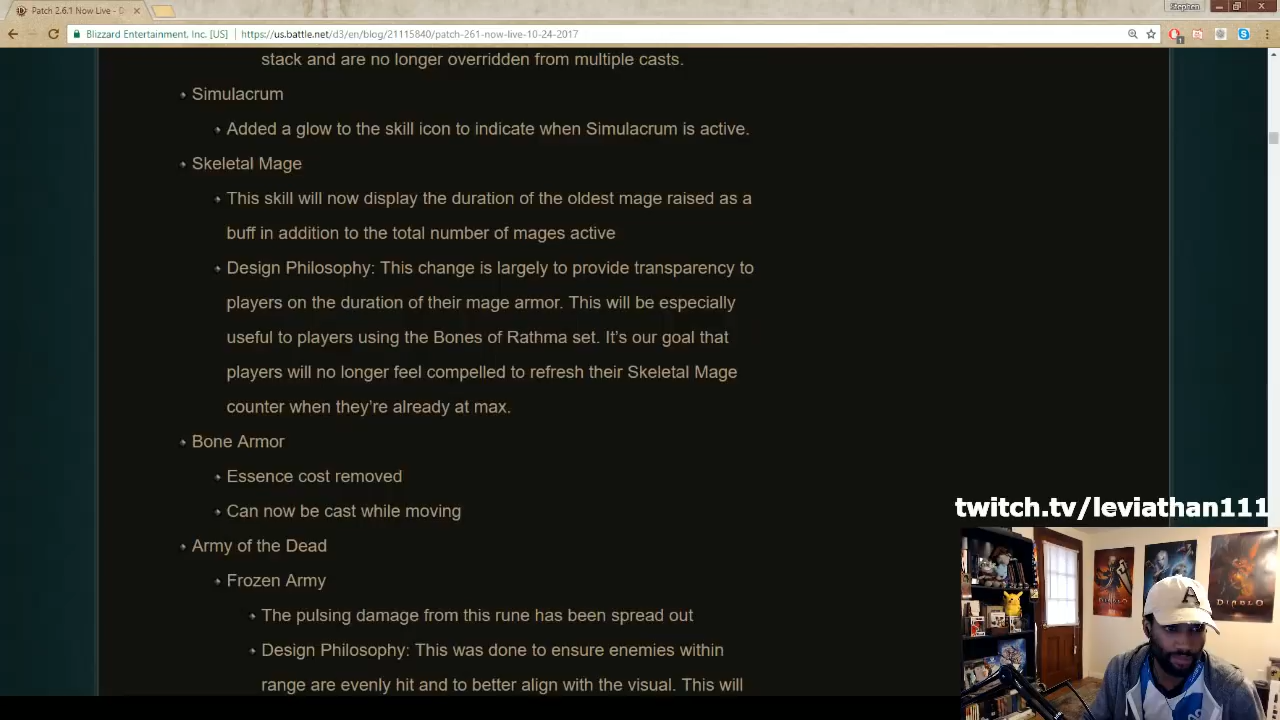 Patch 2.6.1 Now Live - D
Stephen
Blizzard Entertainment, Inc. [US]
https://us.battle.net/d3/en/blog/21115840/patch-261-now-live-10-24-2017
1
stack and are no longer overridden from multiple casts.
Simulacrum
Added a glow to the skill icon to indicate when Simulacrum is active.
Skeletal Mage
This skill will now display the duration of the oldest mage raised as a
buff in addition to the total number of mages active
Design Philosophy: This change is largely to provide transparency to
players on the duration of their mage armor. This will be especially
useful to players using the Bones of Rathma set. It’s our goal that
players will no longer feel compelled to refresh their Skeletal Mage
counter when they’re already at max.
Bone Armor
Essence cost removed
Can now be cast while moving
Army of the Dead
Frozen Army
The pulsing damage from this rune has been spread out
Design Philosophy: This was done to ensure enemies within
range are evenly hit and to better align with the visual. This will
twitch.tv/leviathan111
DIABLO
A